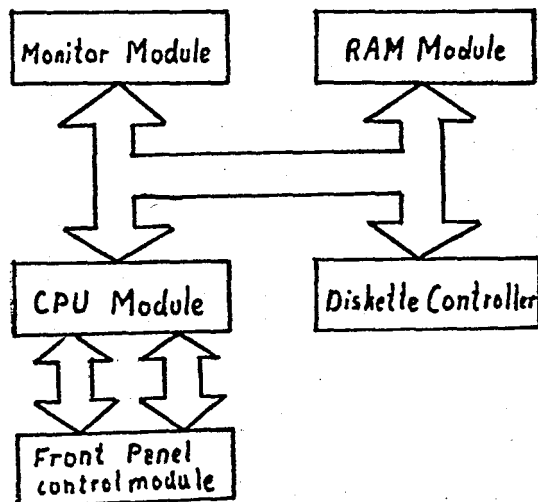 Monitor Module
RAM Module
CPU Module
Diskette Controller
Front Panel
control module